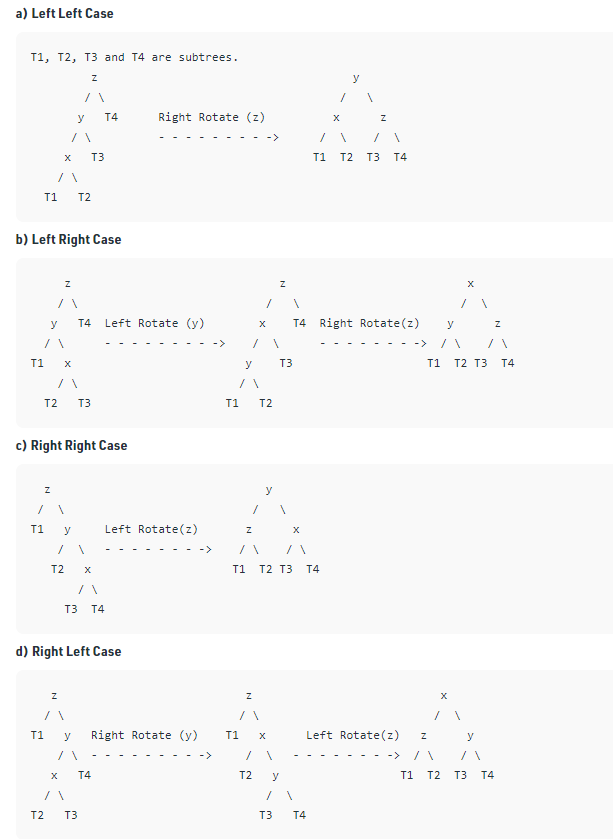 a) Left Left Case
T1, T2, T3 and T4 are subtrees.
         z                                      y
        / \                                   /   \
       y   T4      Right Rotate (z)          x      z
      / \          - - - - - - - - ->      /  \    /  \
     x   T3                               T1  T2  T3  T4
    / \
  T1   T2
b) Left Right Case
     z                               z                           x
    / \                            /   \                        /  \
   y   T4  Left Rotate (y)        x    T4  Right Rotate(z)    y      z
  / \      - - - - - - - - ->    /  \      - - - - - - - ->  / \    / \
T1   x                          y    T3                    T1  T2 T3  T4
    / \                        / \
  T2   T3                    T1   T2
c) Right Right Case
  z                                y
 /  \                            /   \
T1   y     Left Rotate(z)       z      x
    /  \   - - - - - - - ->    / \    / \
   T2   x                     T1  T2 T3  T4
       / \
     T3  T4
d) Right Left Case
   z                            z                            x
  / \                          / \                          /  \
T1   y   Right Rotate (y)    T1   x      Left Rotate(z)   z      y
    / \  - - - - - - - - ->     /  \   - - - - - - - ->  / \    / \
   x   T4                      T2   y                  T1  T2  T3  T4
  / \                              /  \
T2   T3                           T3   T4